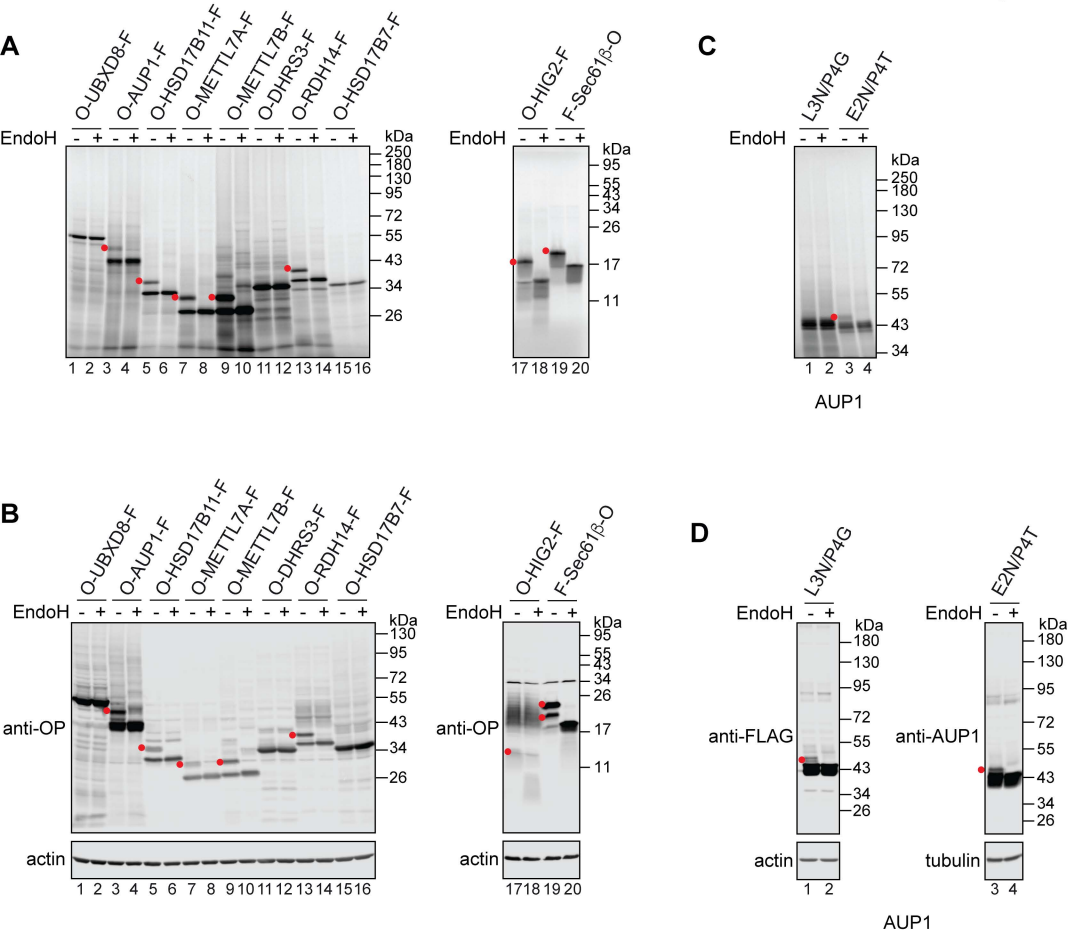 A
O-UBXD8-F
O-AUP1-F
O-HSD17B11-F
O-METTL7A-F
O-METTL7B-F
O-DHRS3-F
O-RDH14-F
O-HSD17B7-F
EndoH - + - + - + - + - + - + - + - + kDa
250
180
130
95
72
55
43
34
26
1 2 3 4 5 6 7 8 9 10 11 12 13 14 15 16
O-HIG2-F
F-Sec61β-O
EndoH - + - + kDa
95
55
43
34
26
17
11
17 18 19 20
C
L3N/P4G
E2N/P4T
EndoH - + - +
kDa
250
180
130
95
72
55
43
34
1 2 3 4
AUP1
B
O-UBXD8-F
O-AUP1-F
O-HSD17B11-F
O-METTL7A-F
O-METTL7B-F
O-DHRS3-F
O-RDH14-F
O-HSD17B7-F
EndoH - + - + - + - + - + - + - + - +
kDa
130
95
72
55
43
34
26
anti-OP
actin
1 2 3 4 5 6 7 8 9 10 11 12 13 14 15 16
O-HIG2-F
F-Sec61β-O
EndoH - + - +
kDa
95
55
43
34
26
17
11
anti-OP
actin
17 18 19 20
D
L3N/P4G
EndoH - +
kDa
180
130
95
72
55
43
34
26
anti-FLAG
actin
1 2
E2N/P4T
EndoH - +
kDa
180
130
95
72
55
43
34
26
anti-AUP1
tubulin
3 4
AUP1